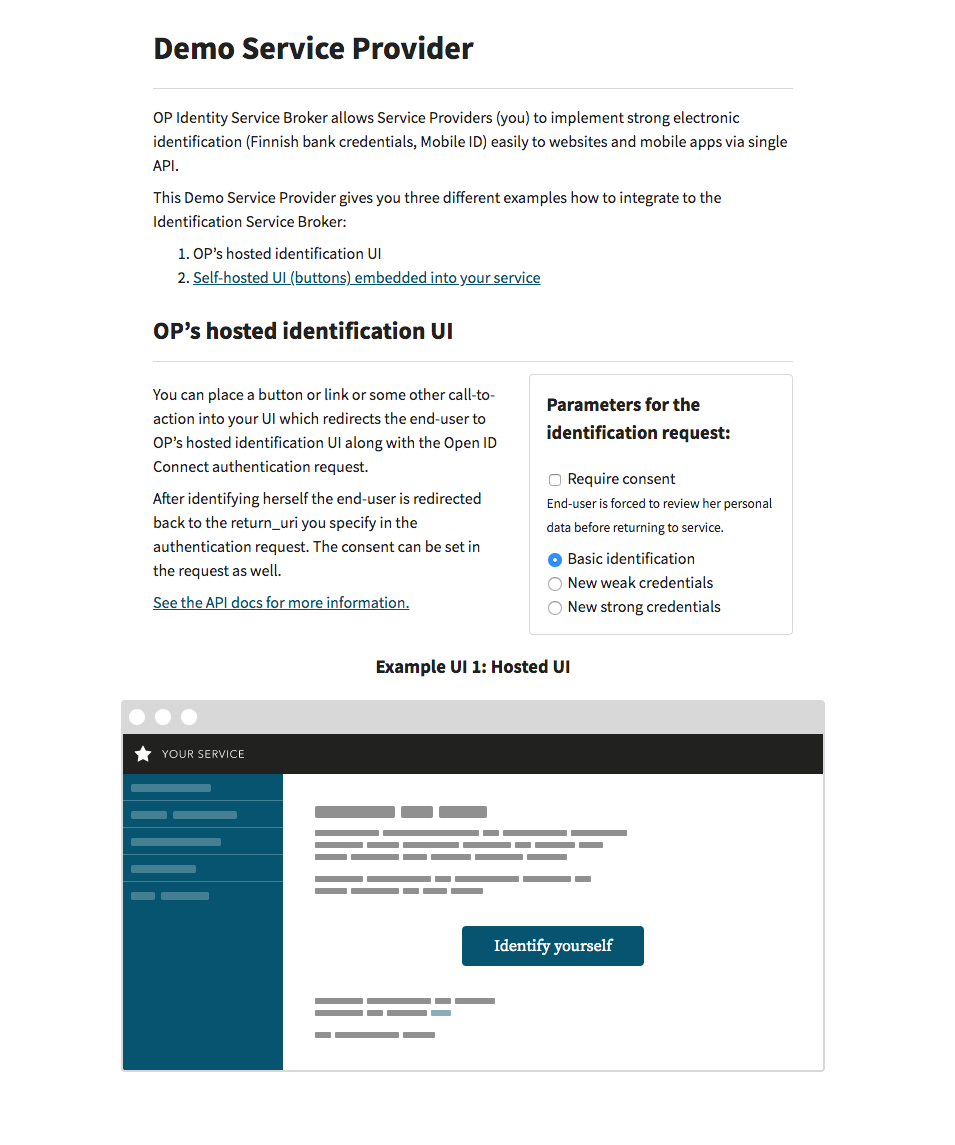 Demo Service Provider
OP Identity Service Broker allows Service Providers (you) to implement strong electronic
identification (Finnish bank credentials, Mobile ID) easily to websites and mobile apps via single
API.
This Demo Service Provider gives you three different examples how to integrate to the
Identification Service Broker:
1. OP’s hosted identification UI
2. Self-hosted UI (buttons) embedded into your service
OP’s hosted identification UI
You can place a button or link or some other call-to-
action into your UI which redirects the end-user to
OP’s hosted identification UI along with the Open ID
Connect authentication request.
After identifying herself the end-user is redirected
back to the return_uri you specify in the
authentication request. The consent can be set in
the request as well.
See the API docs for more information.
Parameters for the
identification request:
Require consent
End-user is forced to review her personal
data before returning to service.
Basic identification
New weak credentials
New strong credentials
Example UI 1: Hosted UI
YOUR SERVICE
Identify yourself